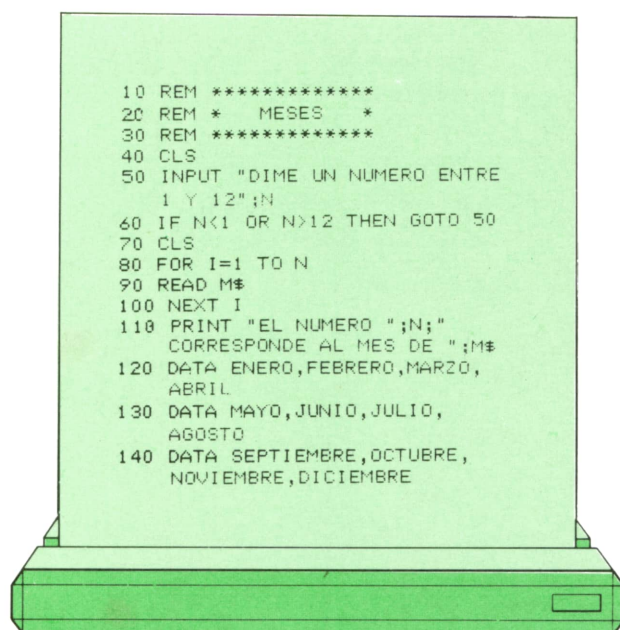 10 REM *************
20 REM *   MESES   *
30 REM *************
40 CLS
50 INPUT "DIME UN NUMERO ENTRE
1 Y 12";N
60 IF N<1 OR N>12 THEN GOTO 50
70 CLS
80 FOR I=1 TO N
90 READ M$
100 NEXT I
110 PRINT "EL NUMERO ";N;"
CORRESPONDE AL MES DE ";M$
120 DATA ENERO,FEBRERO,MARZO,
ABRIL
130 DATA MAYO,JUNIO,JULIO,
AGOSTO
140 DATA SEPTIEMBRE,OCTUBRE,
NOVIEMBRE,DICIEMBRE